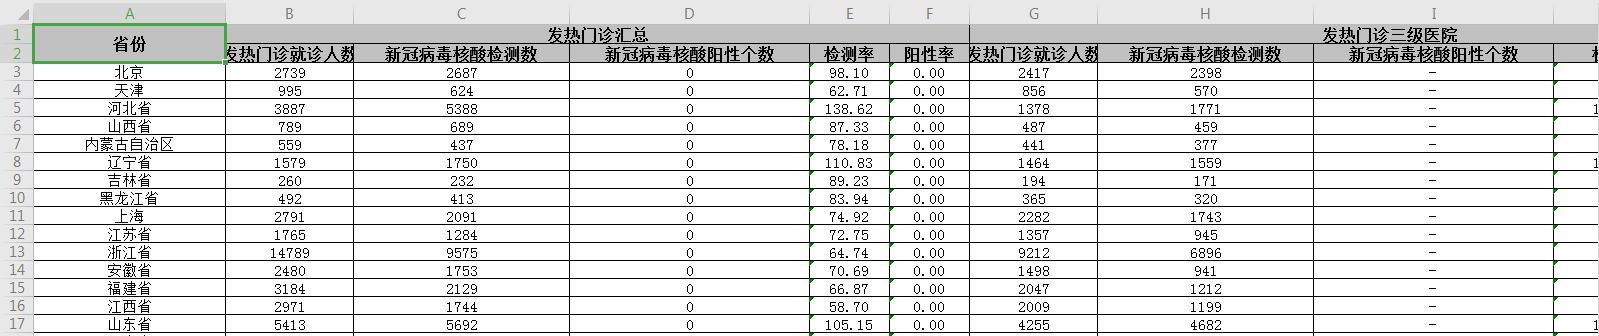 A B C D E F G H I
1 省份 发热门诊汇总 发热门诊三级医院
2 发热门诊就诊人数 新冠病毒核酸检测数 新冠病毒核酸阳性个数 检测率 阳性率 发热门诊就诊人数 新冠病毒核酸检测数 新冠病毒核酸阳性个数
3 北京 2739 2687 0 98.10 0.00 2417 2398 -
4 天津 995 624 0 62.71 0.00 856 570 -
5 河北省 3887 5388 0 138.62 0.00 1378 1771 - 1
6 山西省 789 689 0 87.33 0.00 487 459 -
7 内蒙古自治区 559 437 0 78.18 0.00 441 377 -
8 辽宁省 1579 1750 0 110.83 0.00 1464 1559 - 1
9 吉林省 260 232 0 89.23 0.00 194 171 -
10 黑龙江省 492 413 0 83.94 0.00 365 320 -
11 上海 2791 2091 0 74.92 0.00 2282 1743 -
12 江苏省 1765 1284 0 72.75 0.00 1357 945 -
13 浙江省 14789 9575 0 64.74 0.00 9212 6896 -
14 安徽省 2480 1753 0 70.69 0.00 1498 941 -
15 福建省 3184 2129 0 66.87 0.00 2047 1212 -
16 江西省 2971 1744 0 58.70 0.00 2009 1199 -
17 山东省 5413 5692 0 105.15 0.00 4255 4682 - 1